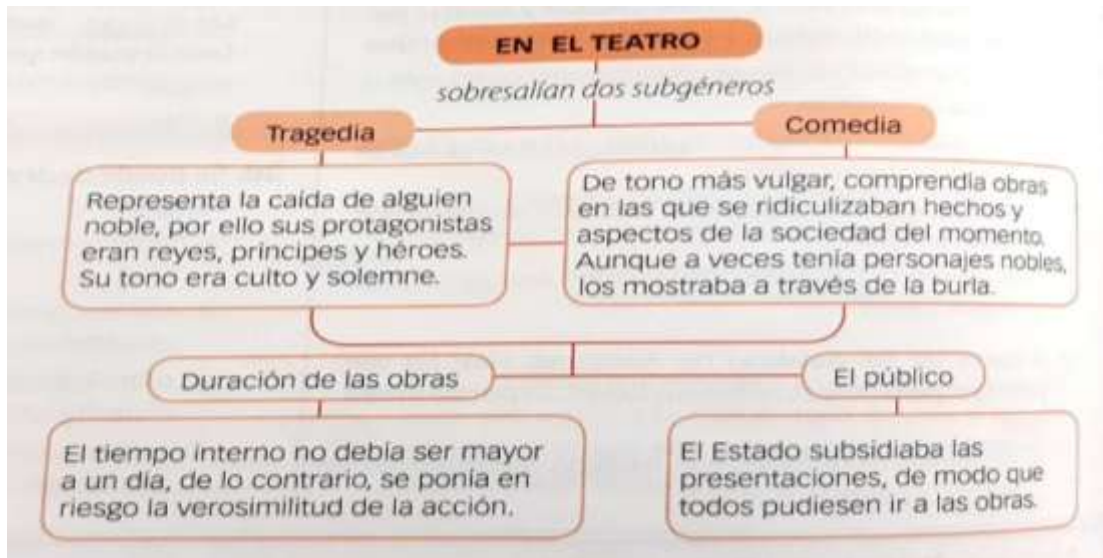 EN EL TEATRO
sobresalían dos subgéneros
Tragedia
Comedia
Representa la caída de alguien
noble, por ello sus protagonistas
eran reyes, príncipes y héroes.
Su tono era culto y solemne.
De tono más vulgar, comprendía obras
en las que se ridiculizaban hechos y
aspectos de la sociedad del momento.
Aunque a veces tenía personajes nobles,
los mostraba a través de la burla.
Duración de las obras
El público
El tiempo interno no debía ser mayor
a un día, de lo contrario, se ponía en
riesgo la verosimilitud de la acción.
El Estado subsidiaba las
presentaciones, de modo que
todos pudiesen ir a las obras.